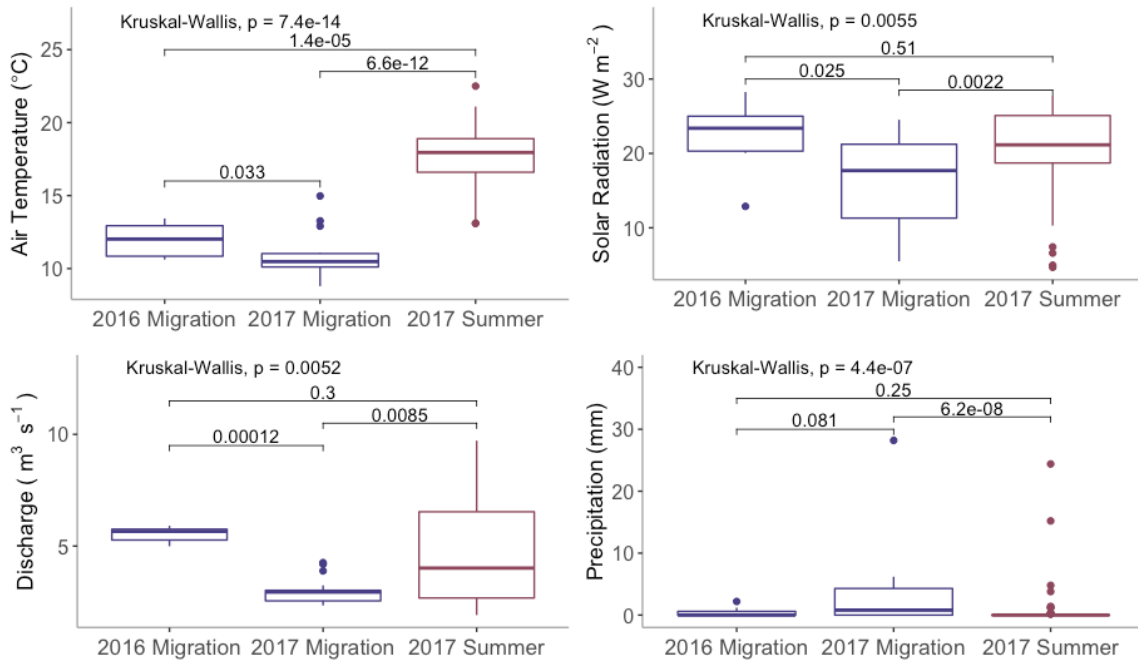 Kruskal-Wallis, p = 7.4e-14
1.4e-05
6.6e-12
0.033
25
20
15
10
Air Temperature (°C)
2016 Migration 2017 Migration 2017 Summer
Kruskal-Wallis, p = 0.0055
0.51
0.025
0.0022
30
20
10
Solar Radiation (W m⁻²)
2016 Migration 2017 Migration 2017 Summer
Kruskal-Wallis, p = 0.0052
0.3
0.0085
0.00012
10
5
Discharge ( m³ s⁻¹)
2016 Migration 2017 Migration 2017 Summer
Kruskal-Wallis, p = 4.4e-07
0.25
6.2e-08
0.081
40
30
20
10
0
Precipitation (mm)
2016 Migration 2017 Migration 2017 Summer